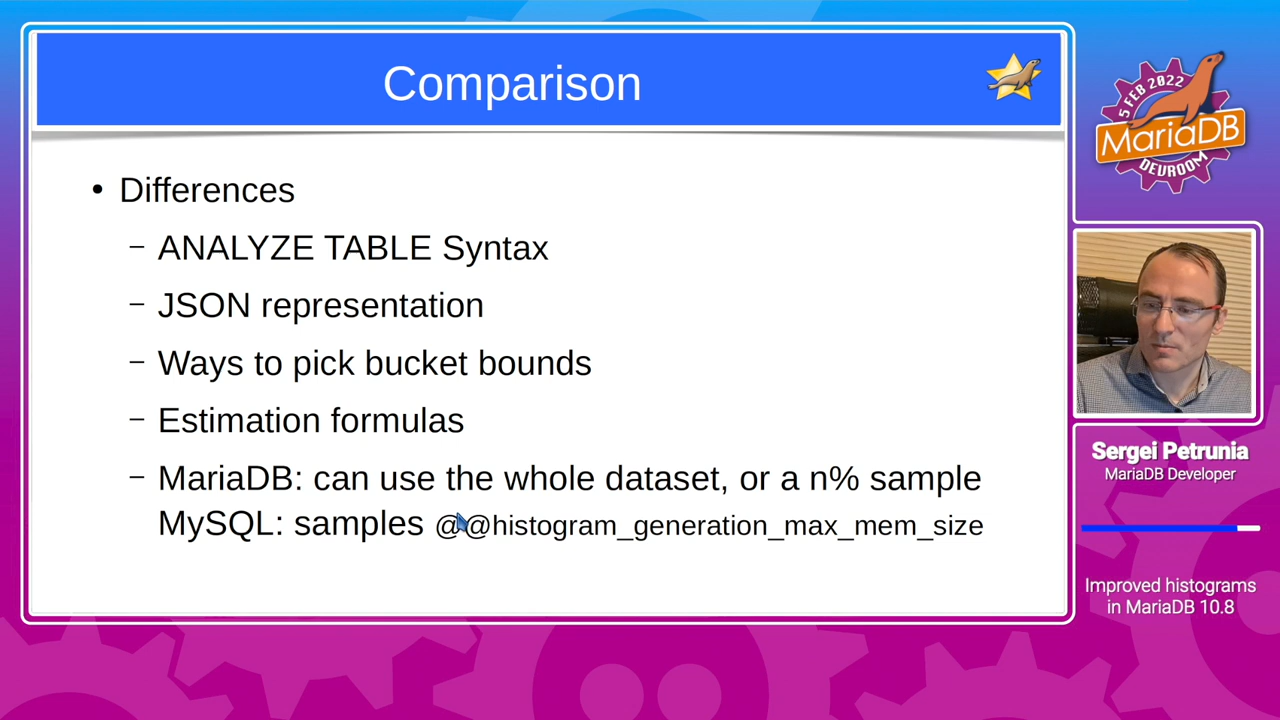 Comparison
● Differences
– ANALYZE TABLE Syntax
– JSON representation
– Ways to pick bucket bounds
– Estimation formulas
– MariaDB: can use the whole dataset, or a n% sample
MySQL: samples @@histogram_generation_max_mem_size
5 FEB 2022
MariaDB
DEVROOM
Sergei Petrunia
MariaDB Developer
Improved histograms
in MariaDB 10.8